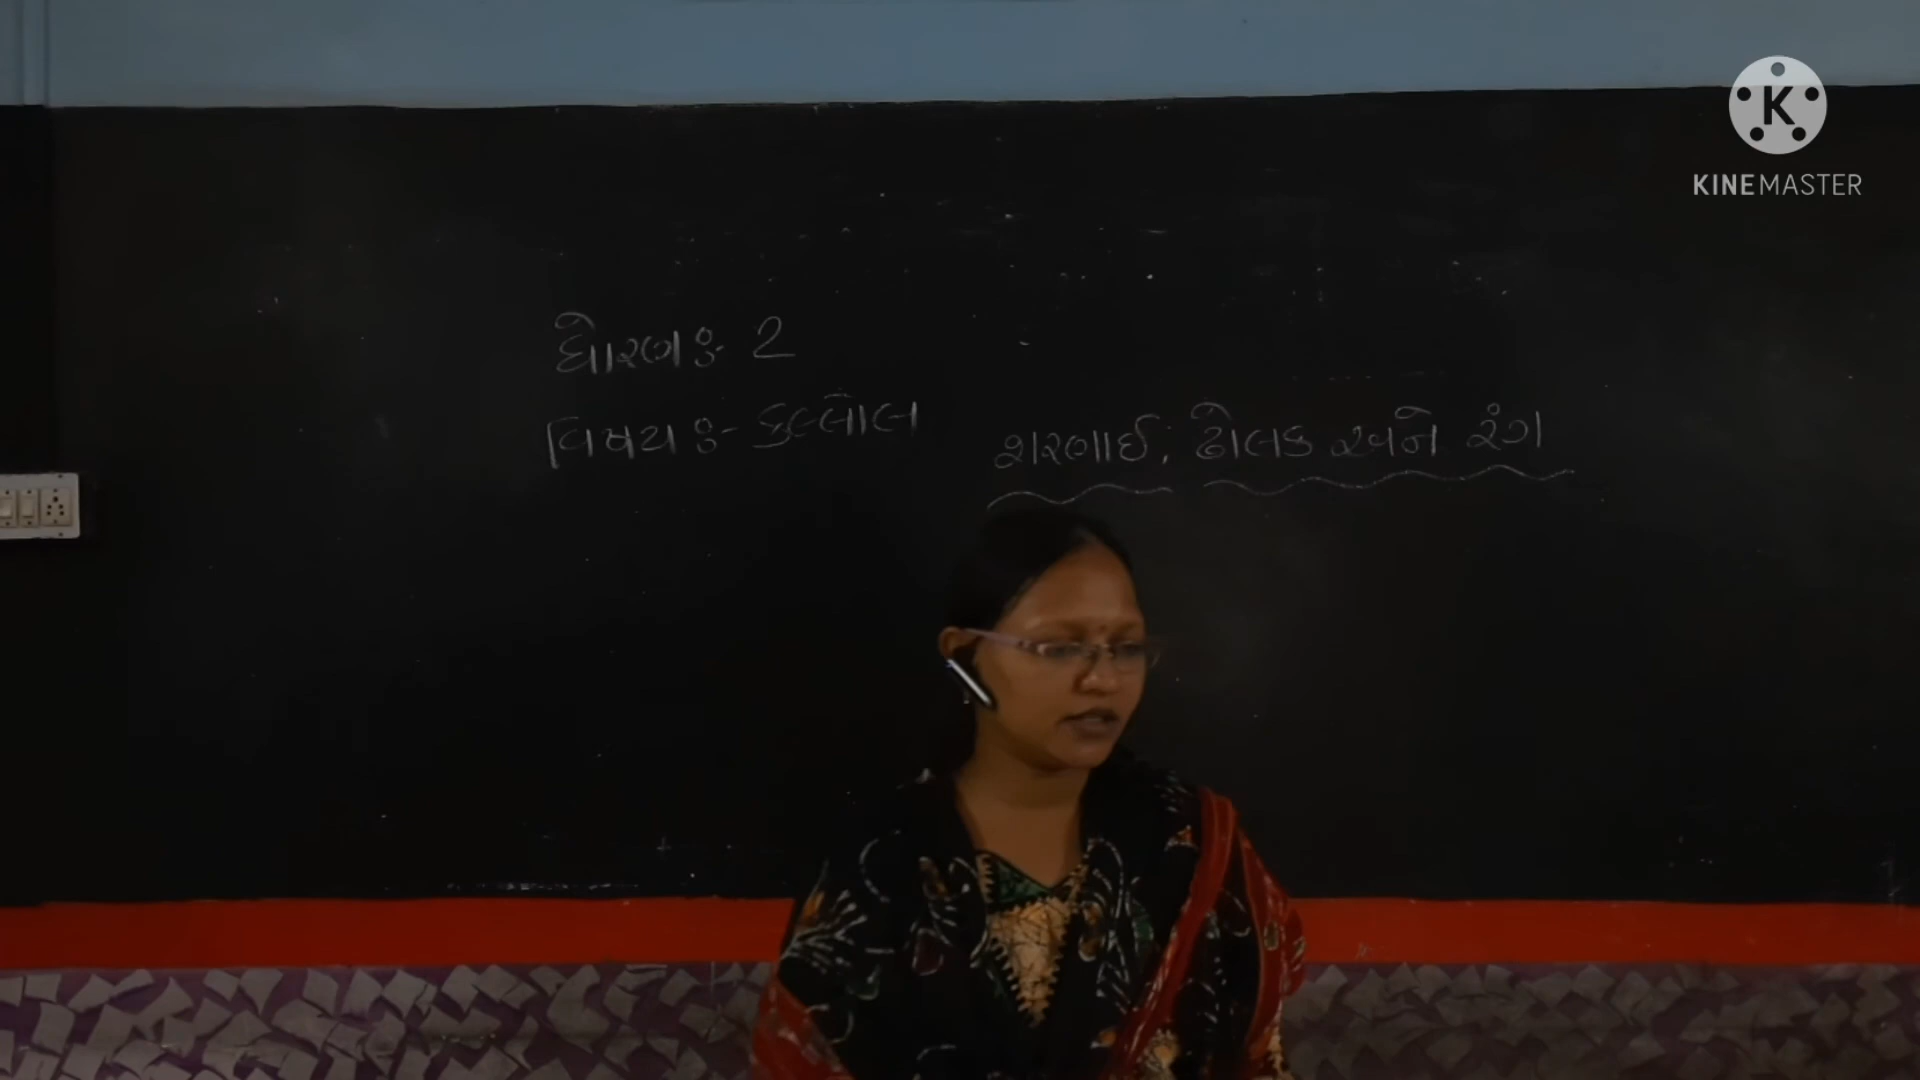 ધોરણ ઃ- 2
વિષય ઃ- કલ્લોલ
શરણાઈ, ઢોલક અને રંગ
K
KINEMASTER